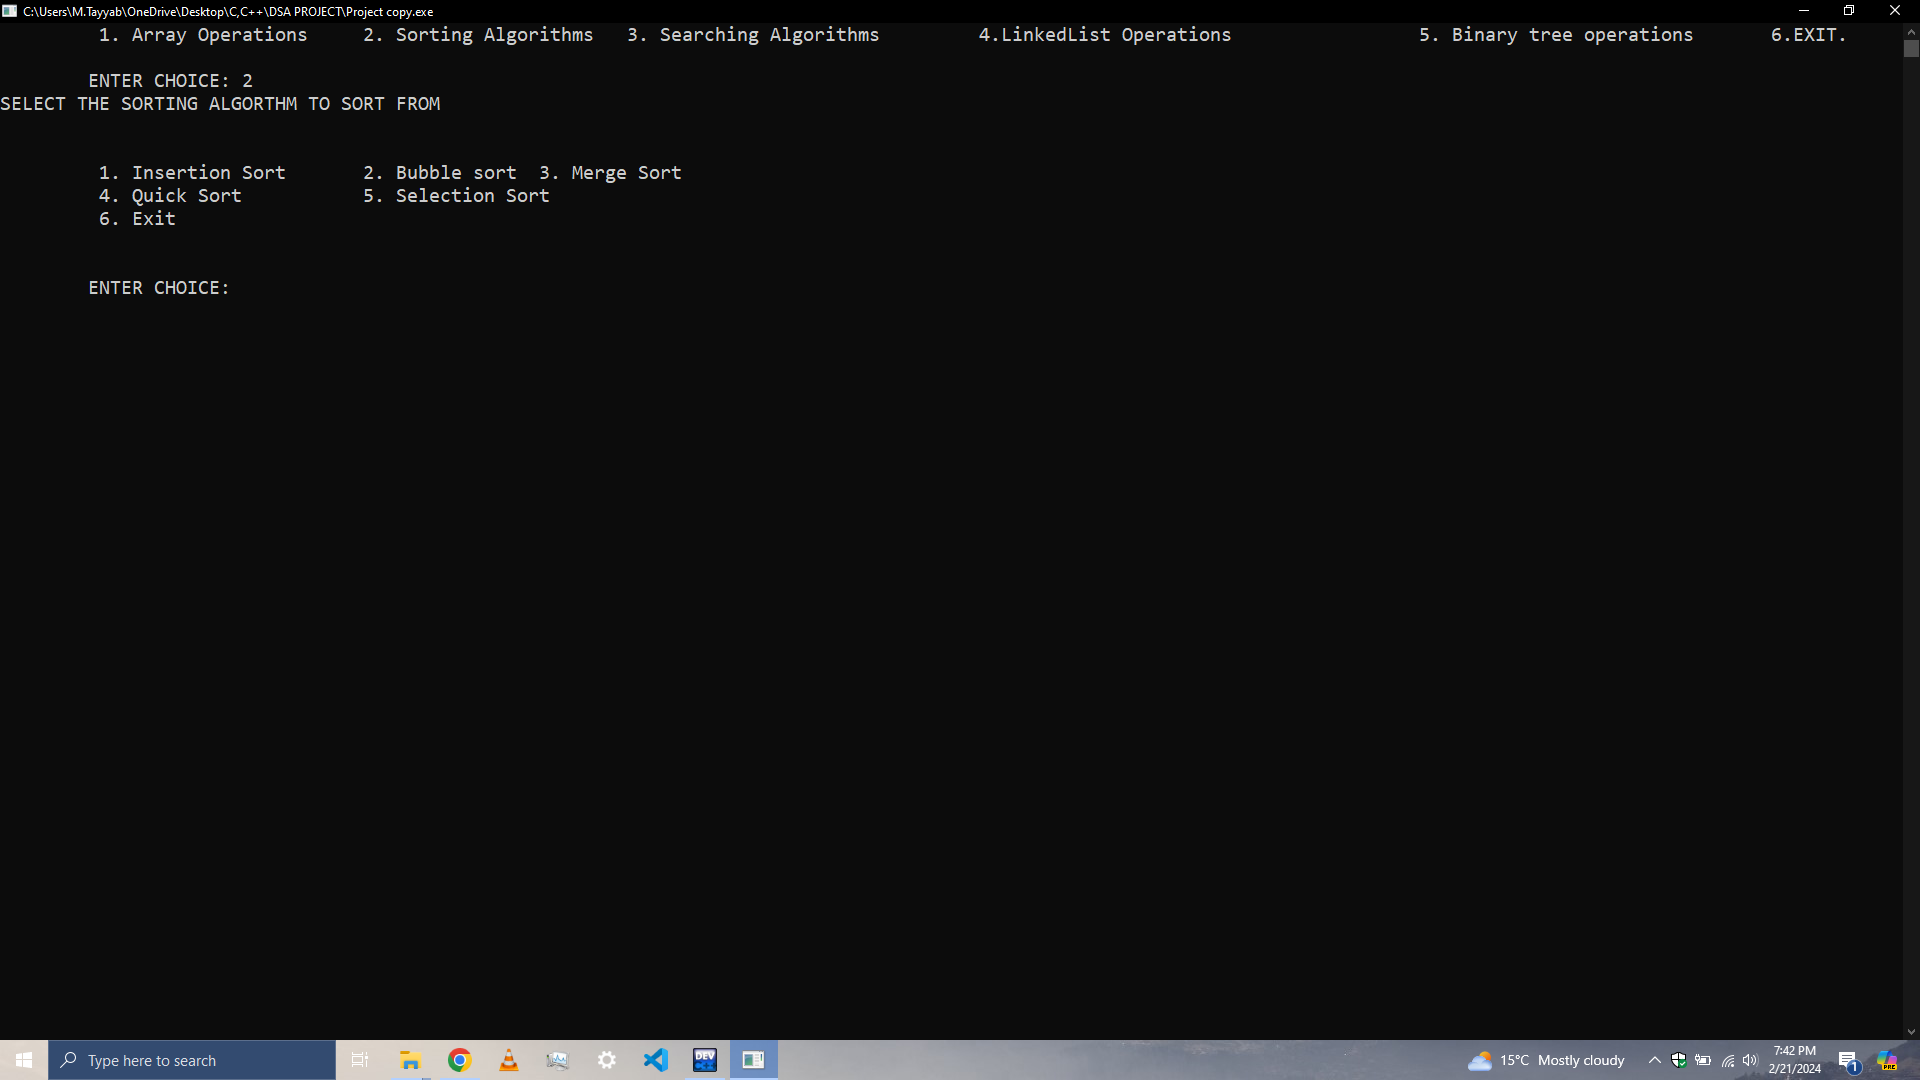 C:\Users\M.Tayyab\OneDrive\Desktop\C,C++\DSA PROJECT\Project copy.exe
1. Array Operations 2. Sorting Algorithms 3. Searching Algorithms 4.LinkedList Operations 5. Binary tree operations 6.EXIT.
ENTER CHOICE: 2
SELECT THE SORTING ALGORTHM TO SORT FROM
1. Insertion Sort 2. Bubble sort 3. Merge Sort
4. Quick Sort 5. Selection Sort
6. Exit
ENTER CHOICE:
Type here to search
DEV
15°C Mostly cloudy
7:42 PM
2/21/2024
1
PRE